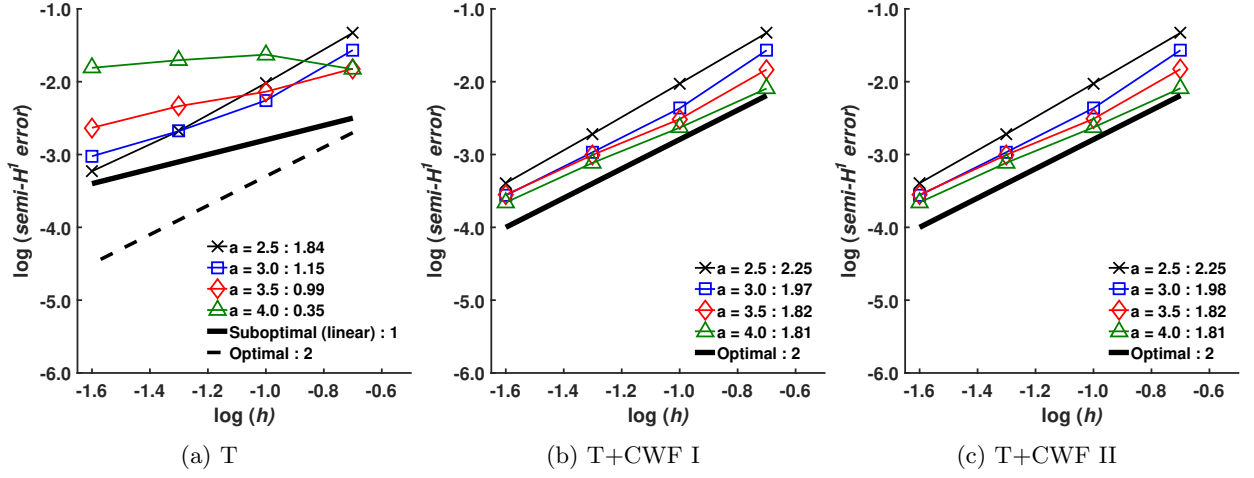 -1.0
-2.0
-3.0
-4.0
-5.0
-6.0
log (semi-H¹ error)
a = 2.5 : 1.84
a = 3.0 : 1.15
a = 3.5 : 0.99
a = 4.0 : 0.35
Suboptimal (linear) : 1
Optimal : 2
-1.6 -1.4 -1.2 -1.0 -0.8 -0.6
log (h)
(a) T
-1.0
-2.0
-3.0
-4.0
-5.0
-6.0
log (semi-H¹ error)
a = 2.5 : 2.25
a = 3.0 : 1.97
a = 3.5 : 1.82
a = 4.0 : 1.81
Optimal : 2
-1.6 -1.4 -1.2 -1.0 -0.8 -0.6
log (h)
(b) T+CWF I
-1.0
-2.0
-3.0
-4.0
-5.0
-6.0
log (semi-H¹ error)
a = 2.5 : 2.25
a = 3.0 : 1.98
a = 3.5 : 1.82
a = 4.0 : 1.81
Optimal : 2
-1.6 -1.4 -1.2 -1.0 -0.8 -0.6
log (h)
(c) T+CWF II